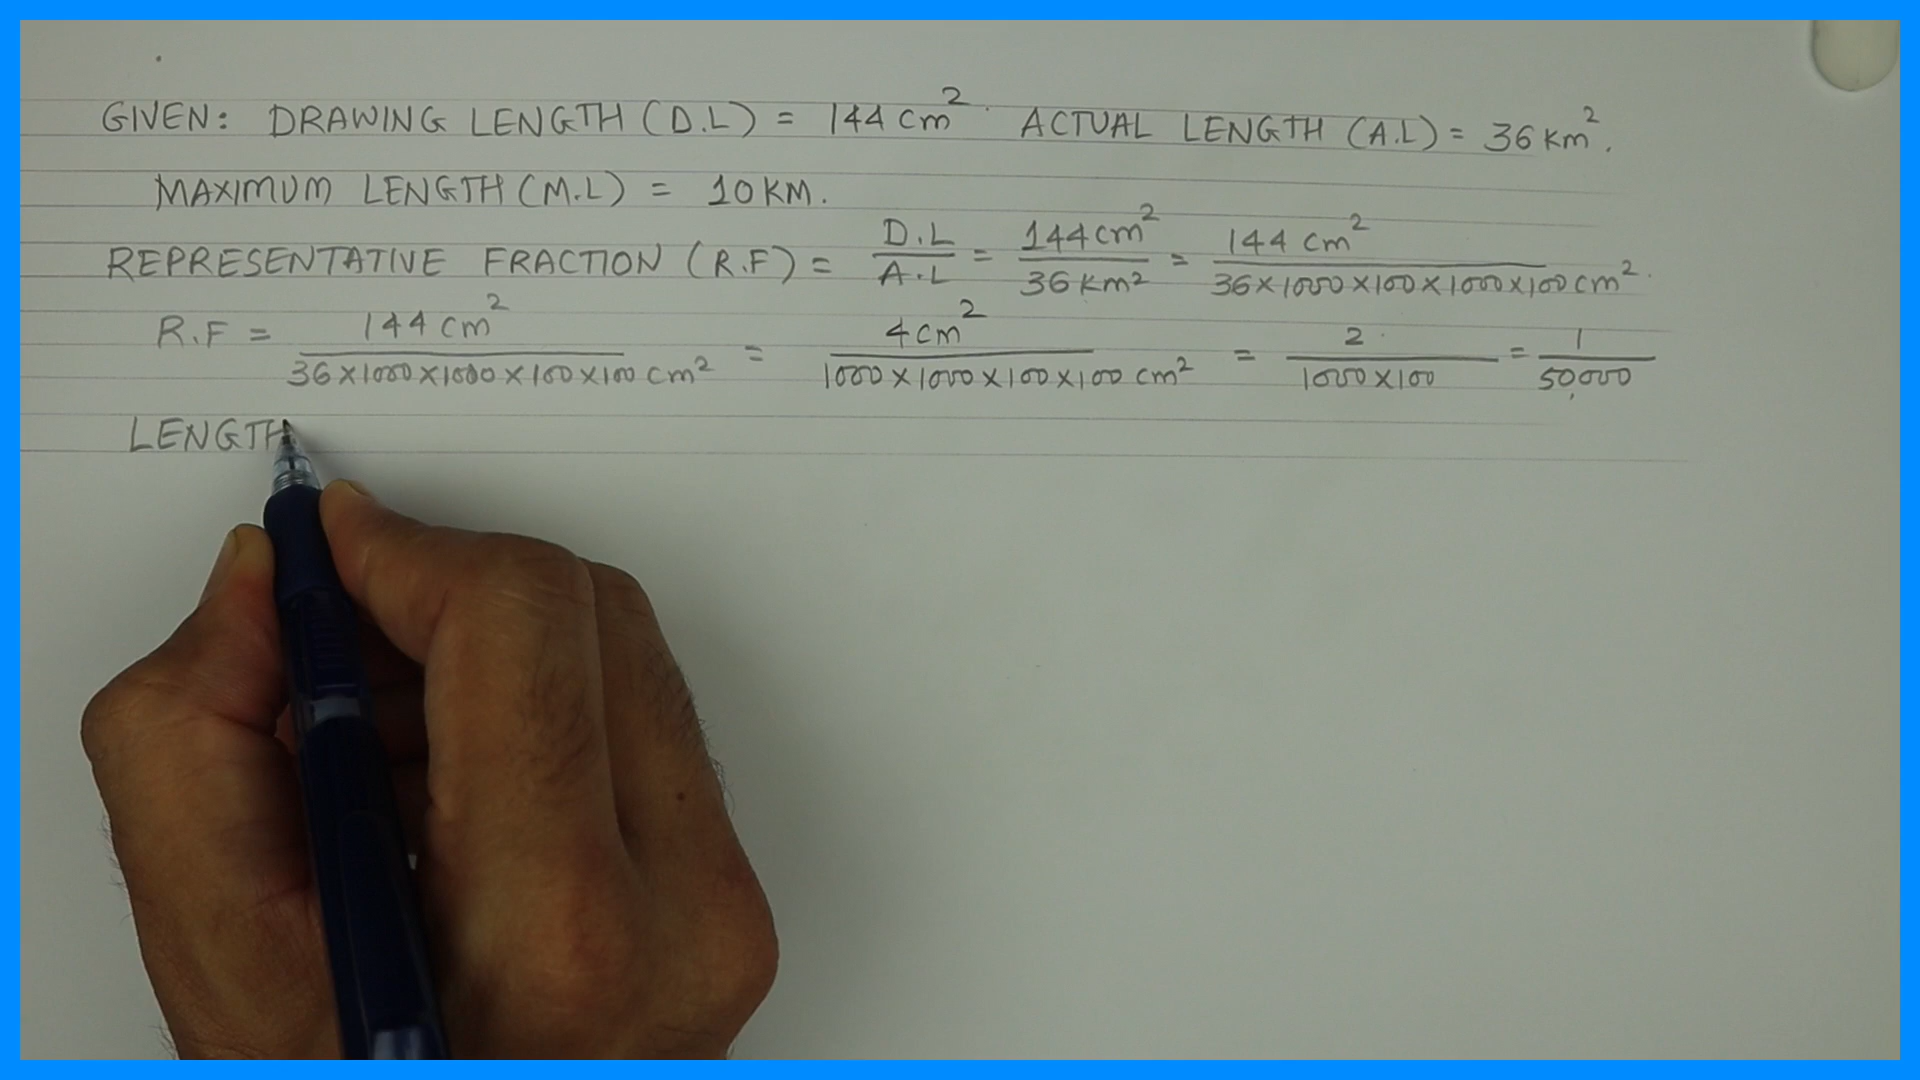 GIVEN: DRAWING LENGTH (D.L) = 144 cm² ACTUAL LENGTH (A.L) = 36 km².
MAXIMUM LENGTH (M.L) = 10 KM.
REPRESENTATIVE FRACTION (R.F) = D.L/A.L = 144 cm²/36 km² = 144 cm²/36×1000×100×1000×100 cm².
R.F = 144 cm²/36×1000×1000×100×100 cm² = 4 cm²/1000×1000×100×100 cm² = 2/1000×100 = 1/50,000
LENGTH